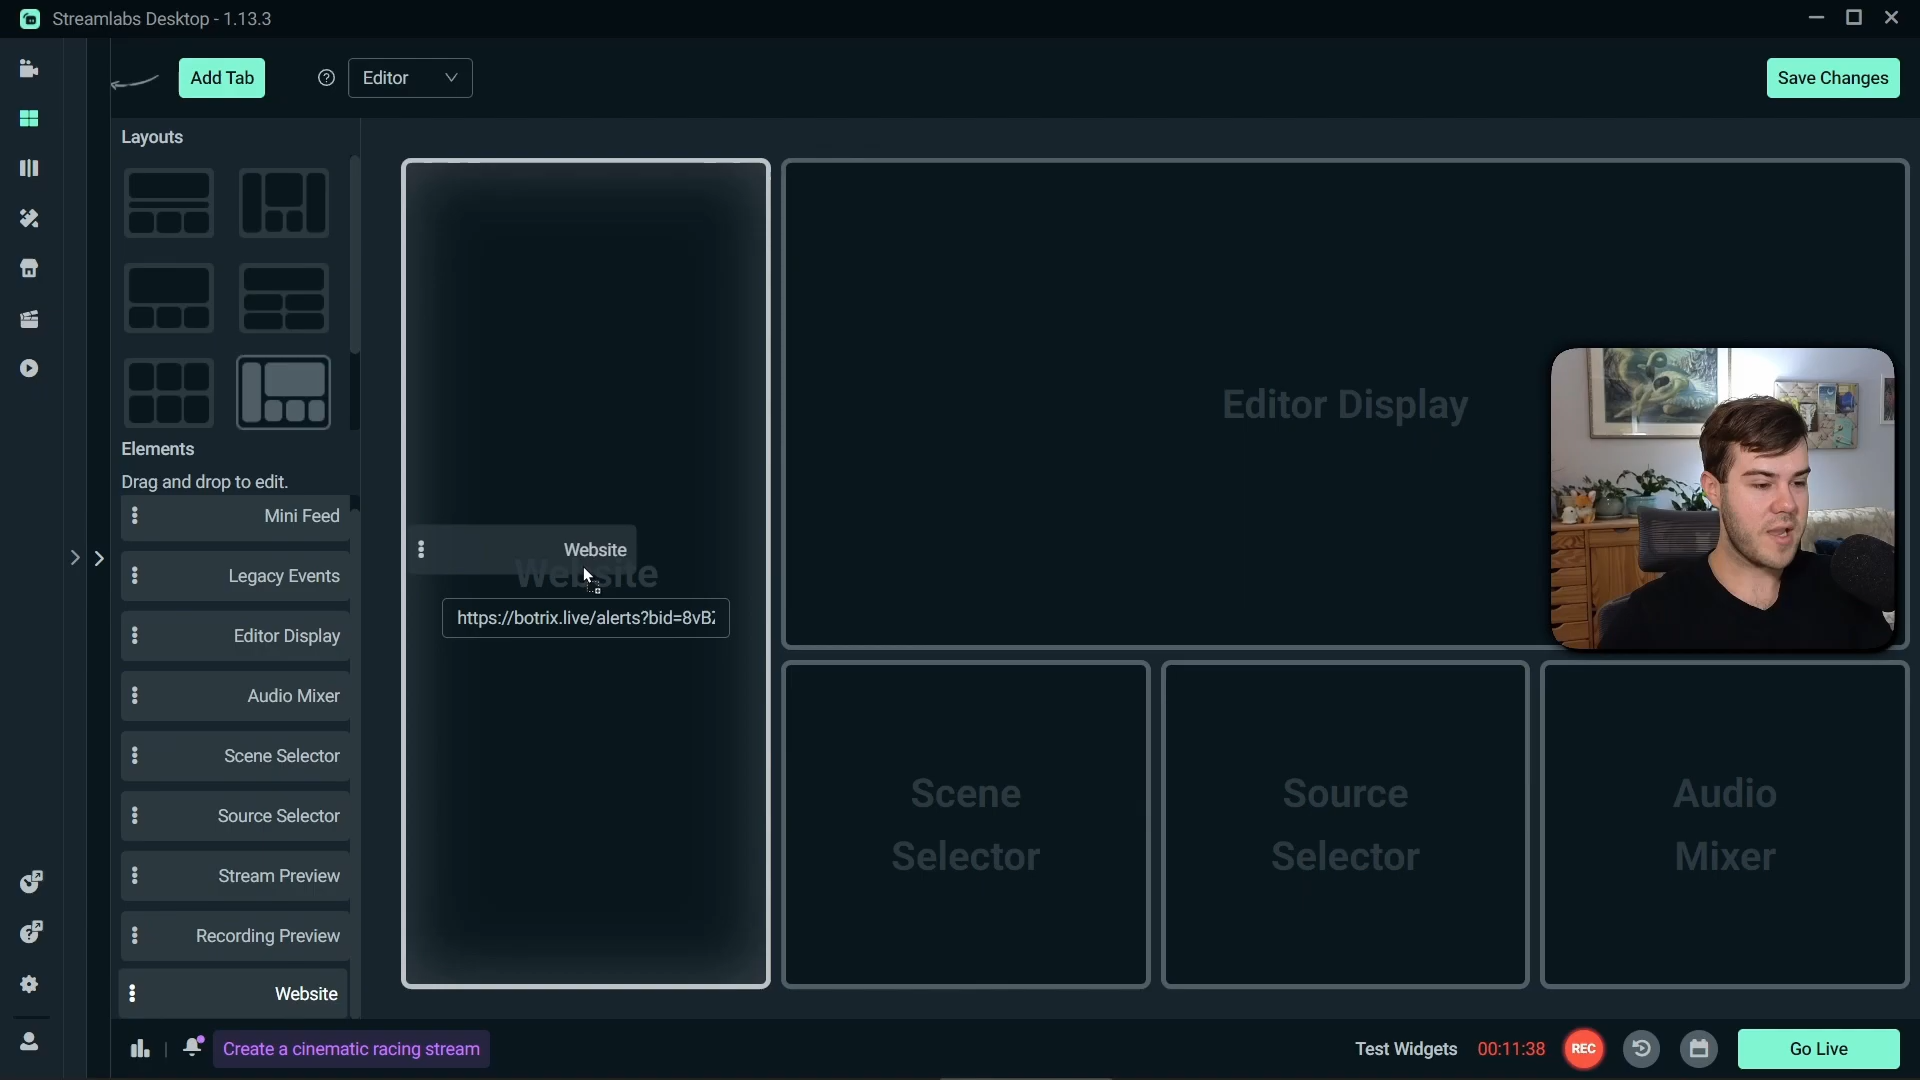 Streamlabs Desktop - 1.13.3
Add Tab
Editor
Save Changes
Layouts
Elements
Drag and drop to edit.
Mini Feed
Legacy Events
Editor Display
Audio Mixer
Scene Selector
Source Selector
Stream Preview
Recording Preview
Website
Website
Website
https://botrix.live/alerts?bid=8vB
Editor Display
Scene
Selector
Source
Selector
Audio
Mixer
Create a cinematic racing stream
Test Widgets
00:11:38
REC
Go Live